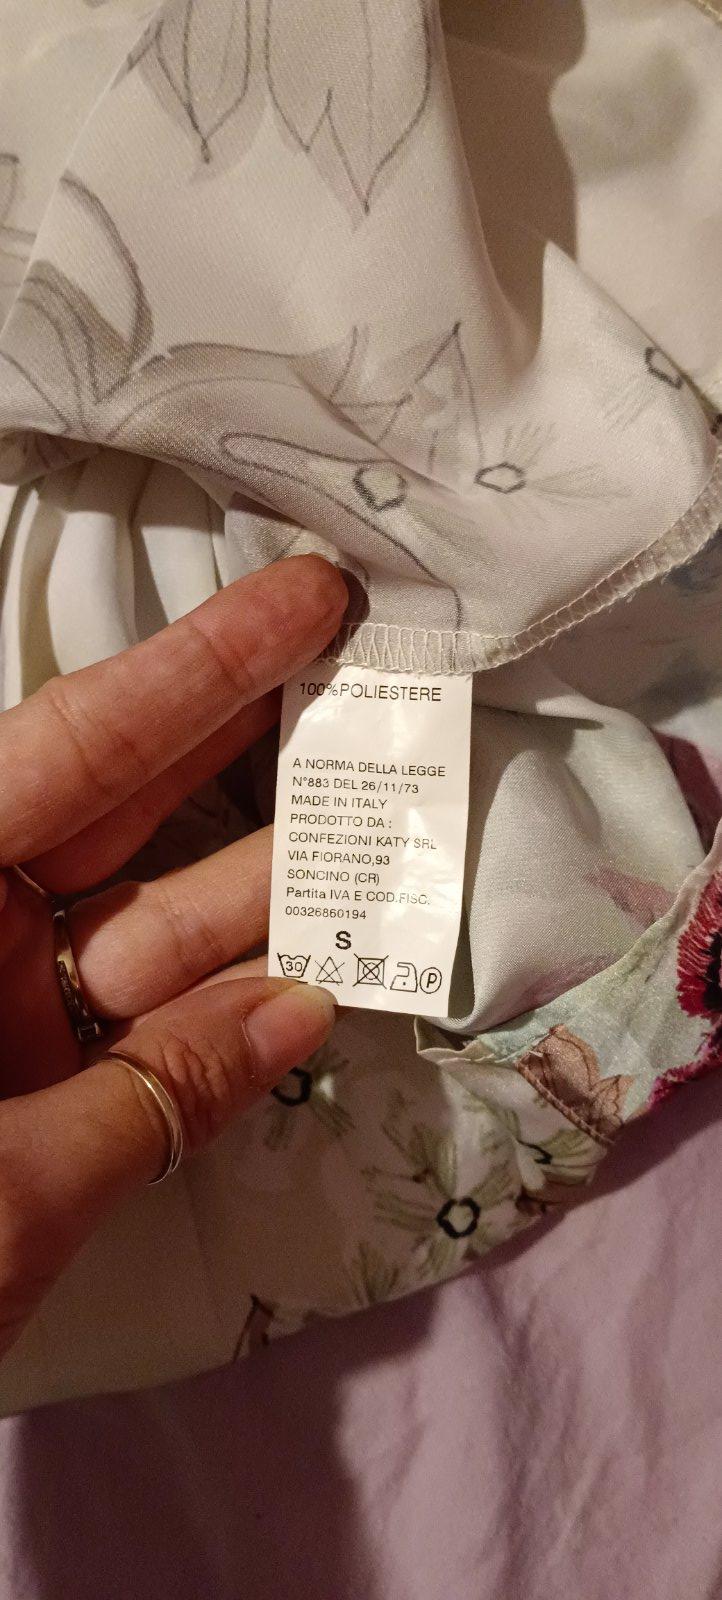 100%POLIESTERE
A NORMA DELLA LEGGE
N°883 DEL 26/11/73
MADE IN ITALY
PRODOTTO DA :
CONFEZIONI KATY SRL
VIA FIORANO,93
SONCINO (CR)
Partita IVA E COD.FISC.
00326860194
S
30 P